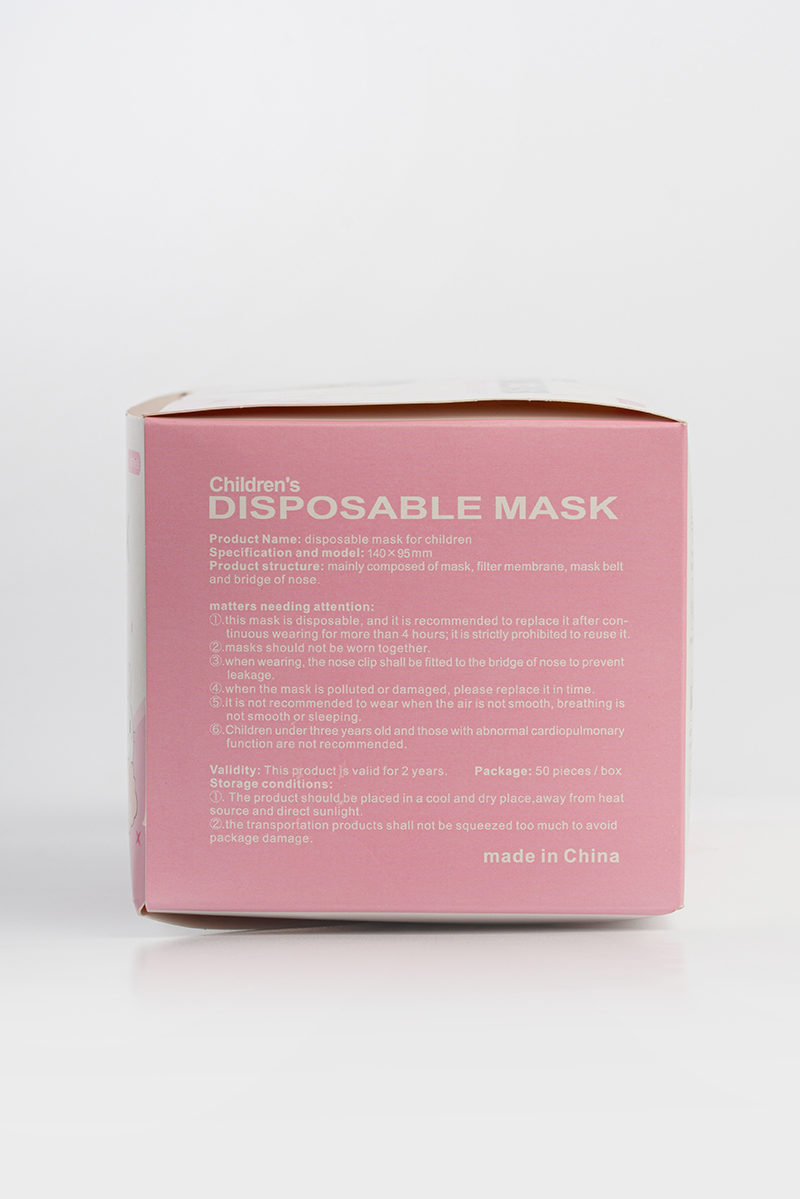 Children's
DISPOSABLE MASK
Product Name: disposable mask for children
Specification and model: 140×95mm
Product structure: mainly composed of mask, filter membrane, mask belt
and bridge of nose.
matters needing attention:
①.this mask is disposable, and it is recommended to replace it after con-
tinuous wearing for more than 4 hours; it is strictly prohibited to reuse it.
②.masks should not be worn together.
③.when wearing, the nose clip shall be fitted to the bridge of nose to prevent
leakage.
④.when the mask is polluted or damaged, please replace it in time.
⑤.it is not recommended to wear when the air is not smooth, breathing is
not smooth or sleeping.
⑥.Children under three years old and those with abnormal cardiopulmonary
function are not recommended.
Validity: This product is valid for 2 years. Package: 50 pieces / box
Storage conditions:
①. The product should be placed in a cool and dry place,away from heat
source and direct sunlight.
②.the transportation products shall not be squeezed too much to avoid
package damage.
made in China